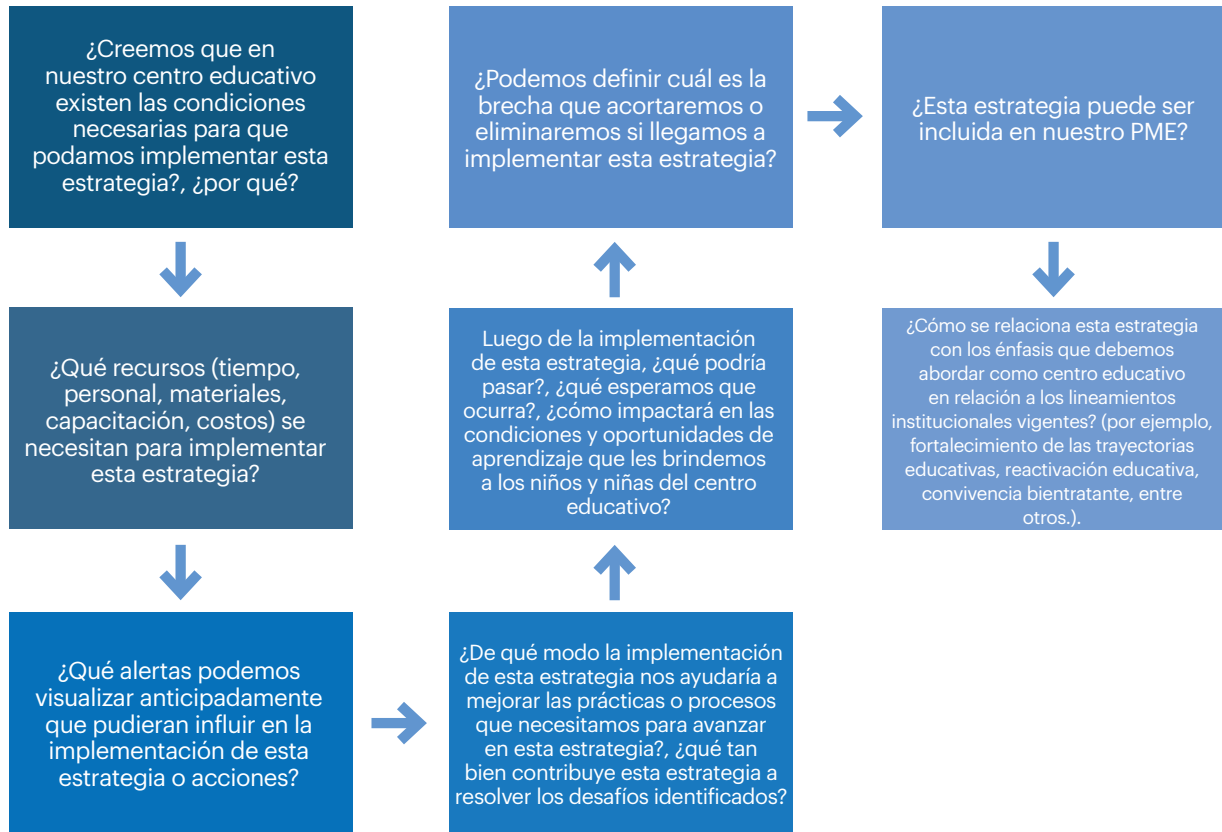 ¿Creemos que en
nuestro centro educativo
existen las condiciones
necesarias para que
podamos implementar esta
estrategia?, ¿por qué?
¿Qué recursos (tiempo,
personal, materiales,
capacitación, costos) se
necesitan para implementar
esta estrategia?
¿Qué alertas podemos
visualizar anticipadamente
que pudieran influir en la
implementación de esta
estrategia o acciones?
¿De qué modo la implementación
de esta estrategia nos ayudaría a
mejorar las prácticas o procesos
que necesitamos para avanzar
en esta estrategia?, ¿qué tan
bien contribuye esta estrategia a
resolver los desafíos identificados?
Luego de la implementación
de esta estrategia, ¿qué podría
pasar?, ¿qué esperamos que
ocurra?, ¿cómo impactará en las
condiciones y oportunidades de
aprendizaje que les brindemos
a los niños y niñas del centro
educativo?
¿Podemos definir cuál es la
brecha que acortaremos o
eliminaremos si llegamos a
implementar esta estrategia?
¿Esta estrategia puede ser
incluida en nuestro PME?
¿Cómo se relaciona esta estrategia
con los énfasis que debemos
abordar como centro educativo
en relación a los lineamientos
institucionales vigentes? (por ejemplo,
fortalecimiento de las trayectorias
educativas, reactivación educativa,
convivencia bientratante, entre
otros.).